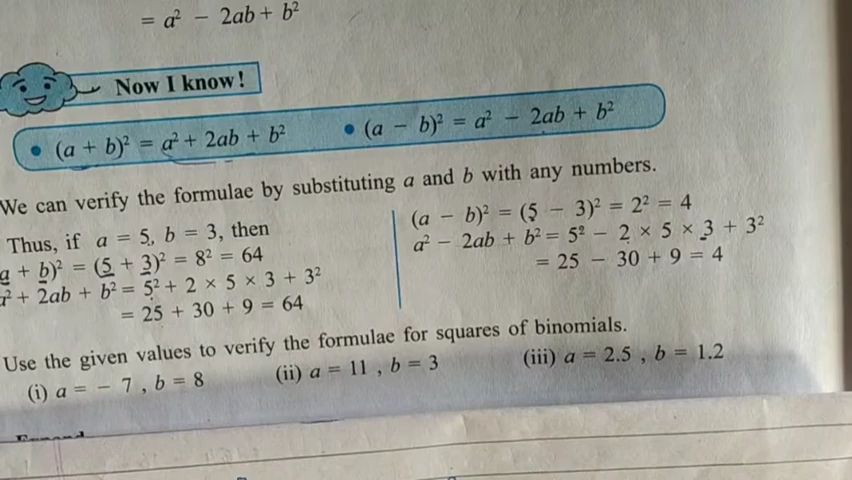 = a² - 2ab + b²
Now I know!
• (a + b)² = a² + 2ab + b² • (a - b)² = a² - 2ab + b²
We can verify the formulae by substituting a and b with any numbers.
Thus, if a = 5, b = 3, then
(a + b)² = (5 + 3)² = 8² = 64
a² + 2ab + b² = 5² + 2 × 5 × 3 + 3²
= 25 + 30 + 9 = 64
(a - b)² = (5 - 3)² = 2² = 4
a² - 2ab + b² = 5² - 2 × 5 × 3 + 3²
= 25 - 30 + 9 = 4
Use the given values to verify the formulae for squares of binomials.
(i) a = - 7 , b = 8 (ii) a = 11 , b = 3 (iii) a = 2.5 , b = 1.2